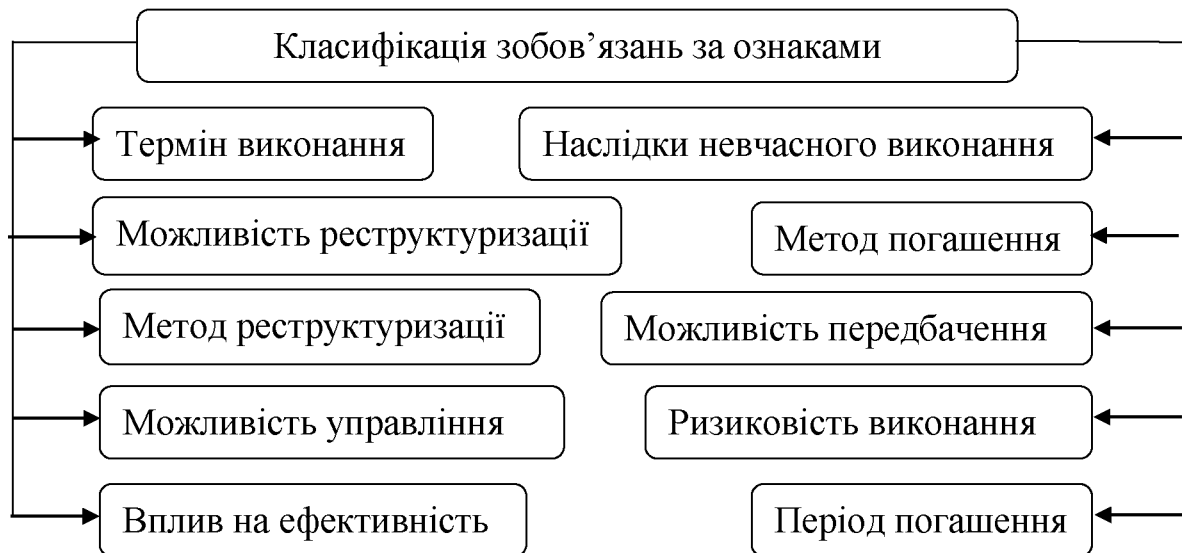 Класифікація зобов’язань за ознаками
Термін виконання
Наслідки невчасного виконання
Можливість реструктуризації
Метод погашення
Метод реструктуризації
Можливість передбачення
Можливість управління
Ризиковість виконання
Вплив на ефективність
Період погашення